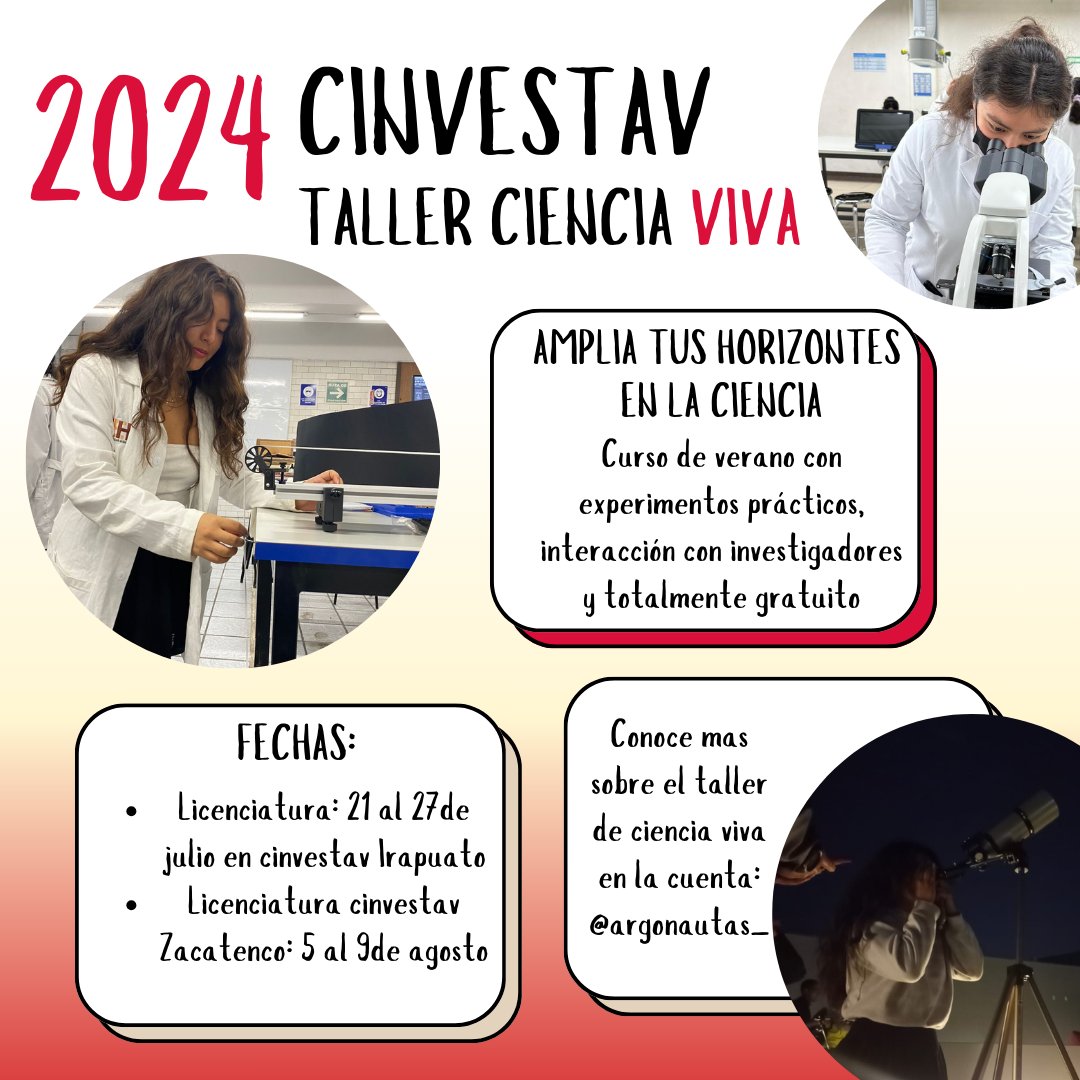 2024 CINVESTAV
TALLER CIENCIA VIVA
AMPLIA TUS HORIZONTES
EN LA CIENCIA
Curso de verano con
experimentos prácticos,
interacción con investigadores
y totalmente gratuito
FECHAS:
• Licenciatura: 21 al 27de
julio en cinvestav Irapuato
• Licenciatura cinvestav
Zacatenco: 5 al 9de agosto
Conoce mas
sobre el taller
de ciencia viva
en la cuenta:
@argonautas_